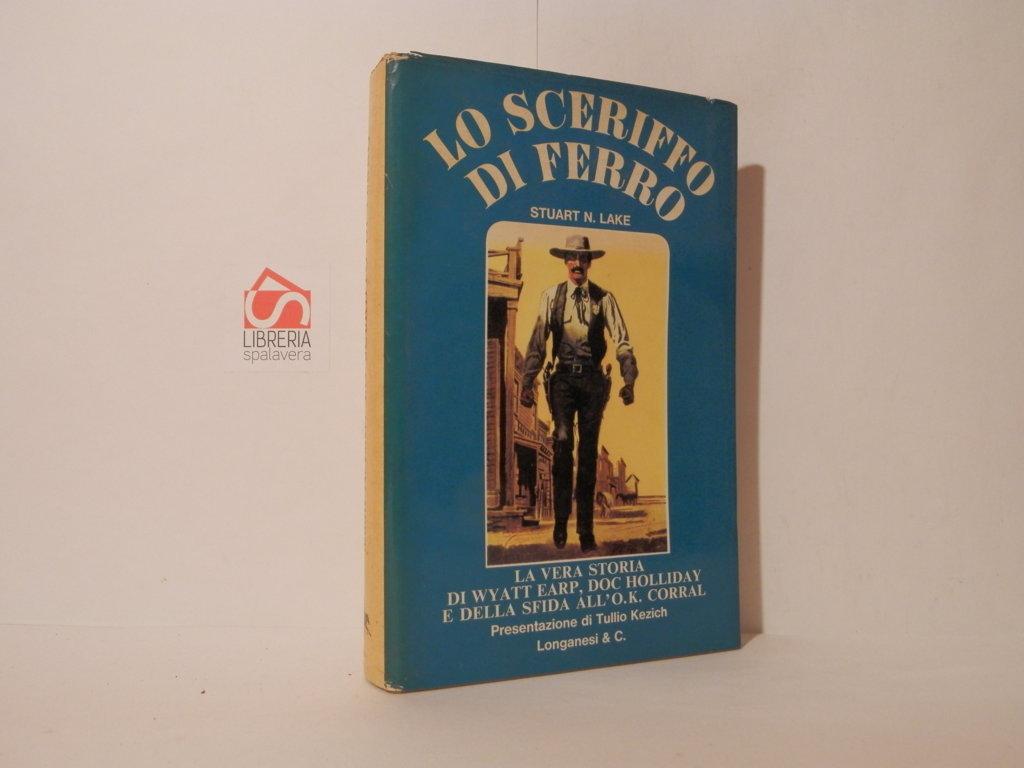 LO SCERIFFO
DI FERRO
STUART N. LAKE
LA VERA STORIA
DI WYATT EARP, DOC HOLLIDAY
E DELLA SFIDA ALL'O.K. CORRAL
Presentazione di Tullio Kezich
Longanesi & C.
LIBRERIA
spalavera